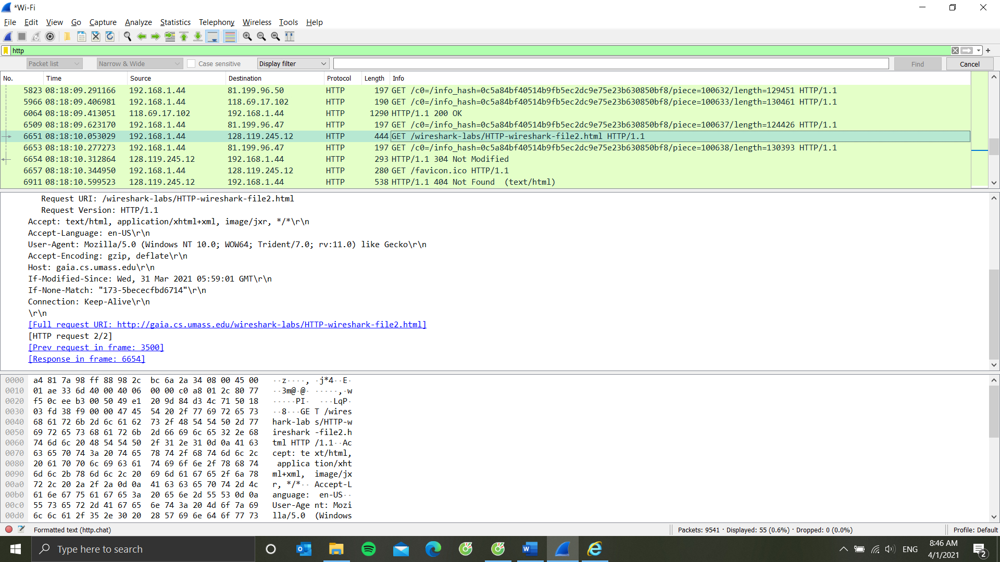 *Wi-Fi
File Edit View Go Capture Analyze Statistics Telephony Wireless Tools Help
http
Packet list Narrow & Wide Case sensitive Display filter Find Cancel
No. Time Source Destination Protocol Length Info
5823 08:18:09.291166 192.168.1.44 81.199.96.50 HTTP 197 GET /c0=/info_hash=0c5a84bf40514b9fb5ec2dc9e75e23b630850bf8/piece=100632/length=129451 HTTP/1.1
5966 08:18:09.406981 192.168.1.44 118.69.17.102 HTTP 190 GET /c0=/info_hash=0c5a84bf40514b9fb5ec2dc9e75e23b630850bf8/piece=100633/length=130461 HTTP/1.1
6064 08:18:09.413051 118.69.17.102 192.168.1.44 HTTP 1290 HTTP/1.1 200 OK
6509 08:18:09.623170 192.168.1.44 81.199.96.47 HTTP 197 GET /c0=/info_hash=0c5a84bf40514b9fb5ec2dc9e75e23b630850bf8/piece=100637/length=124426 HTTP/1.1
6651 08:18:10.053029 192.168.1.44 128.119.245.12 HTTP 444 GET /wireshark-labs/HTTP-wireshark-file2.html HTTP/1.1
6653 08:18:10.277273 192.168.1.44 81.199.96.47 HTTP 197 GET /c0=/info_hash=0c5a84bf40514b9fb5ec2dc9e75e23b630850bf8/piece=100638/length=130393 HTTP/1.1
6654 08:18:10.312864 128.119.245.12 192.168.1.44 HTTP 293 HTTP/1.1 304 Not Modified
6657 08:18:10.344950 192.168.1.44 128.119.245.12 HTTP 280 GET /favicon.ico HTTP/1.1
6911 08:18:10.599523 128.119.245.12 192.168.1.44 HTTP 538 HTTP/1.1 404 Not Found (text/html)
Request URI: /wireshark-labs/HTTP-wireshark-file2.html
Request Version: HTTP/1.1
Accept: text/html, application/xhtml+xml, image/jxr, */*\r\n
Accept-Language: en-US\r\n
User-Agent: Mozilla/5.0 (Windows NT 10.0; WOW64; Trident/7.0; rv:11.0) like Gecko\r\n
Accept-Encoding: gzip, deflate\r\n
Host: gaia.cs.umass.edu\r\n
If-Modified-Since: Wed, 31 Mar 2021 05:59:01 GMT\r\n
If-None-Match: "173-5bececfbd6714"\r\n
Connection: Keep-Alive\r\n
\r\n
[Full request URI: http://gaia.cs.umass.edu/wireshark-labs/HTTP-wireshark-file2.html]
[HTTP request 2/2]
[Prev request in frame: 3500]
[Response in frame: 6654]
0000 a4 81 7a 98 ff 88 98 2c bc 6a 2a 34 08 00 45 00 ··z····, ·j*4··E·
0010 01 ae 33 6d 40 00 40 06 00 00 c0 a8 01 2c 80 77 ··3m@·@· ·····,·w
0020 f5 0c ee b3 00 50 49 e1 20 9d 84 d3 4c 71 50 18 ·····PI· ···LqP·
0030 03 fd 38 f9 00 00 47 45 54 20 2f 77 69 72 65 73 ··8···GE T /wires
0040 68 61 72 6b 2d 6c 61 62 73 2f 48 54 54 50 2d 77 hark-lab s/HTTP-w
0050 69 72 65 73 68 61 72 6b 2d 66 69 6c 65 32 2e 68 ireshark -file2.h
0060 74 6d 6c 20 48 54 54 50 2f 31 2e 31 0d 0a 41 63 tml HTTP /1.1··Ac
0070 63 65 70 74 3a 20 74 65 78 74 2f 68 74 6d 6c 2c cept: te xt/html,
0080 20 61 70 70 6c 69 63 61 74 69 6f 6e 2f 78 68 74 applica tion/xht
0090 6d 6c 2b 78 6d 6c 2c 20 69 6d 61 67 65 2f 6a 78 ml+xml, image/jx
00a0 72 2c 20 2a 2f 2a 0d 0a 41 63 63 65 70 74 2d 4c r, */*·· Accept-L
00b0 61 6e 67 75 61 67 65 3a 20 65 6e 2d 55 53 0d 0a anguage: en-US··
00c0 55 73 65 72 2d 41 67 65 6e 74 3a 20 4d 6f 7a 69 User-Age nt: Mozi
00d0 6c 6c 61 2f 35 2e 30 20 28 57 69 6e 64 6f 77 73 lla/5.0 (Windows
Formatted text (http.chat) Packets: 9541 · Displayed: 55 (0.6%) · Dropped: 0 (0.0%) Profile: Default
Type here to search ENG 8:46 AM
4/1/2021 2